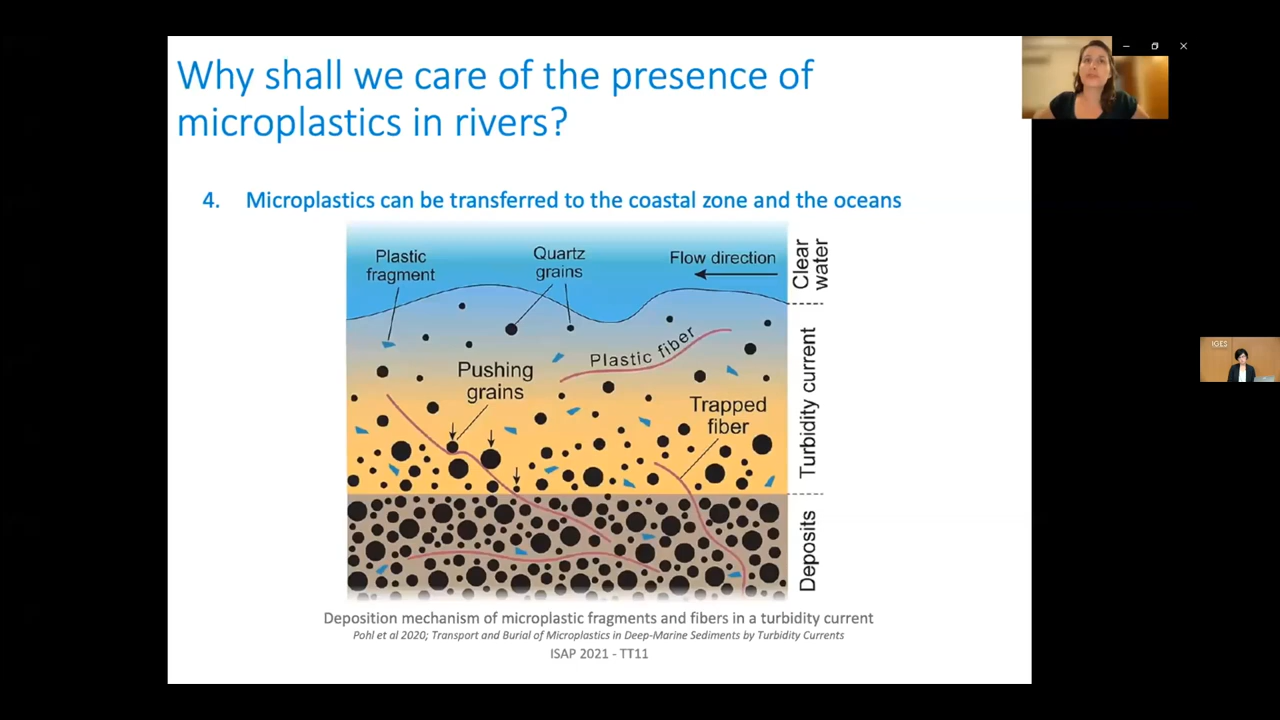 Why shall we care of the presence of
microplastics in rivers?
4. Microplastics can be transferred to the coastal zone and the oceans
Plastic
fragment
Quartz
grains
Flow direction
Clear
water
Plastic fiber
Pushing
grains
Trapped
fiber
Turbidity current
Deposits
Deposition mechanism of microplastic fragments and fibers in a turbidity current
Pohl et al 2020; Transport and Burial of Microplastics in Deep-Marine Sediments by Turbidity Currents
ISAP 2021 - TT11
IGES